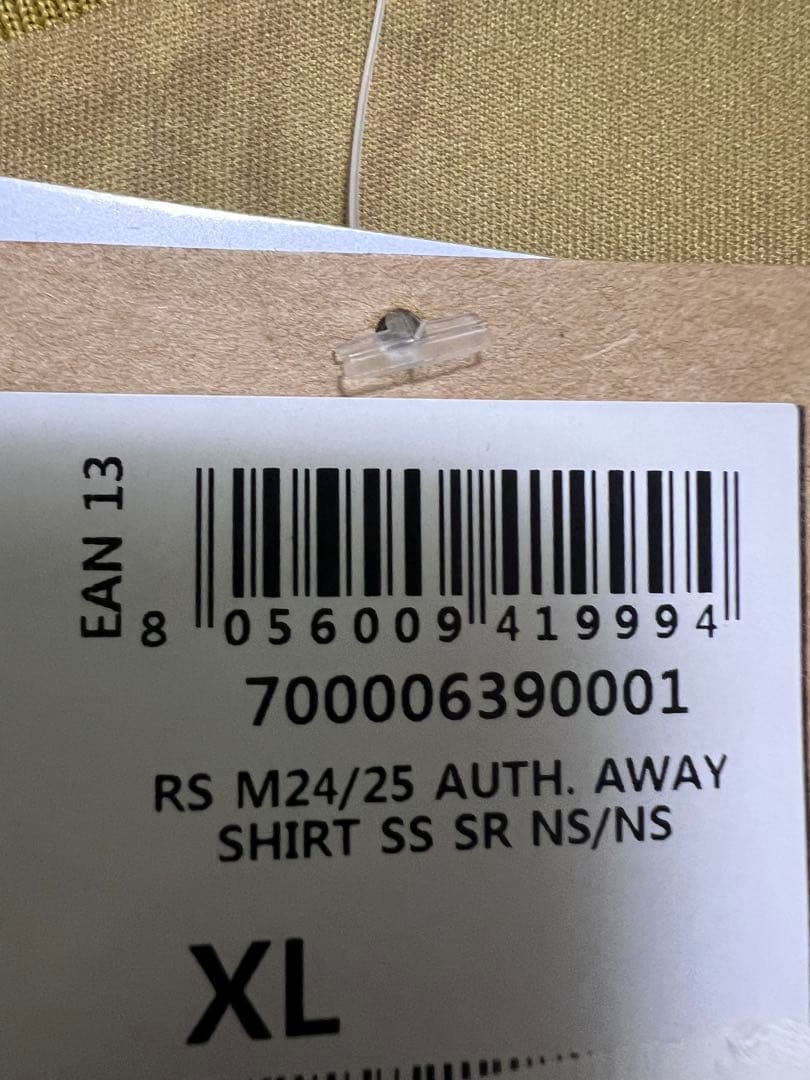 EAN 13
8 056009 419994
700006390001
RS M24/25 AUTH. AWAY
SHIRT SS SR NS/NS
XL